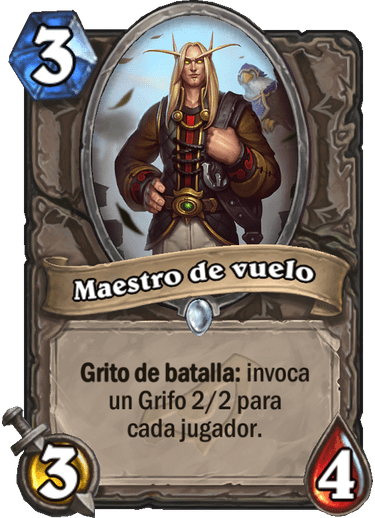 3
Maestro de vuelo
Grito de batalla: invoca
un Grifo 2/2 para
cada jugador.
3
4